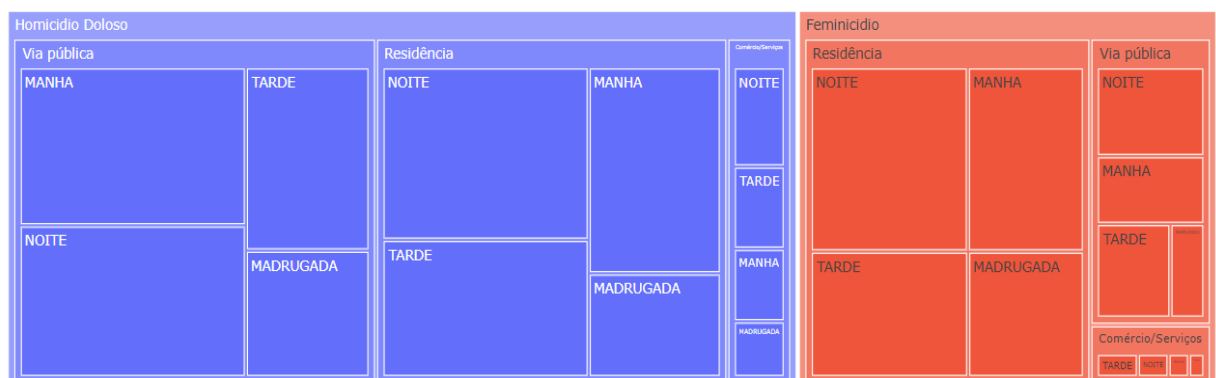 Homicidio Doloso
Via pública
MANHA
TARDE
NOITE
MADRUGADA
Residência
NOITE
MANHA
TARDE
MADRUGADA
Comércio/Serviços
NOITE
TARDE
MANHA
MADRUGADA
Feminicidio
Residência
NOITE
MANHA
TARDE
MADRUGADA
Via pública
NOITE
MANHA
TARDE
Comércio/Serviços
TARDE
NOITE